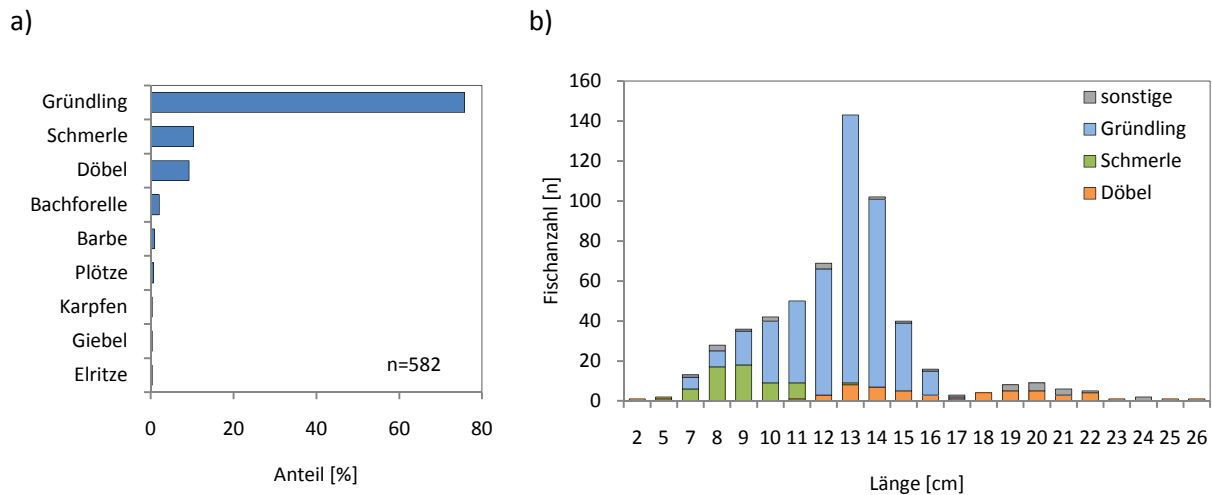 a)
Gründling
Schmerle
Döbel
Bachforelle
Barbe
Plötze
Karpfen
Giebel
Elritze
n=582
0 20 40 60 80
Anteil [%]
b)
160
140
120
100
80
60
40
20
0
Fischanzahl [n]
sonstige
Gründling
Schmerle
Döbel
2 5 7 8 9 10 11 12 13 14 15 16 17 18 19 20 21 22 23 24 25 26
Länge [cm]